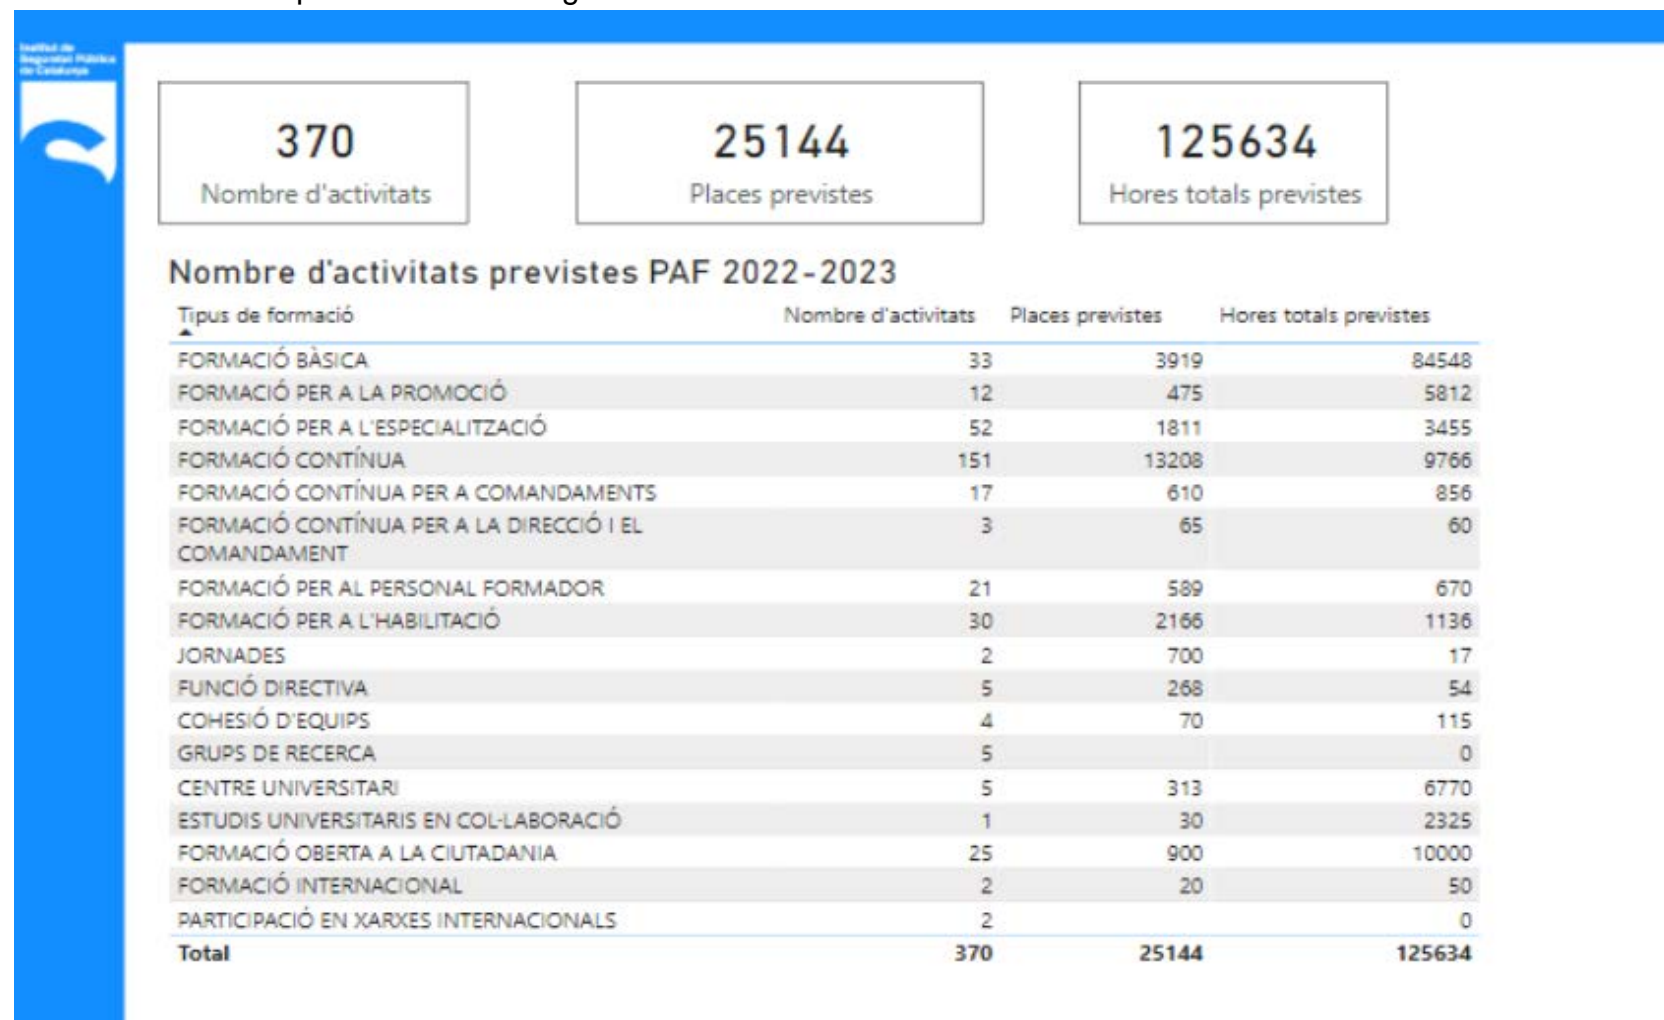 Institut de
Seguretat Pública
de Catalunya
370
Nombre d'activitats
25144
Places previstes
125634
Hores totals previstes
Nombre d'activitats previstes PAF 2022-2023
Tipus de formació Nombre d'activitats Places previstes Hores totals previstes
FORMACIÓ BÀSICA 33 3919 84548
FORMACIÓ PER A LA PROMOCIÓ 12 475 5812
FORMACIÓ PER A L'ESPECIALITZACIÓ 52 1811 3455
FORMACIÓ CONTÍNUA 151 13208 9766
FORMACIÓ CONTÍNUA PER A COMANDAMENTS 17 610 856
FORMACIÓ CONTÍNUA PER A LA DIRECCIÓ I EL 3 65 60
COMANDAMENT
FORMACIÓ PER AL PERSONAL FORMADOR 21 589 670
FORMACIÓ PER A L'HABILITACIÓ 30 2166 1136
JORNADES 2 700 17
FUNCIÓ DIRECTIVA 5 268 54
COHESIÓ D'EQUIPS 4 70 115
GRUPS DE RECERCA 5 0
CENTRE UNIVERSITARI 5 313 6770
ESTUDIS UNIVERSITARIS EN COL·LABORACIÓ 1 30 2325
FORMACIÓ OBERTA A LA CIUTADANIA 25 900 10000
FORMACIÓ INTERNACIONAL 2 20 50
PARTICIPACIÓ EN XARXES INTERNACIONALS 2 0
Total 370 25144 125634